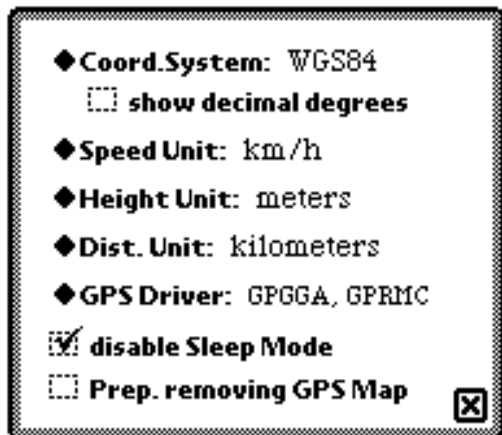 ◆Coord.System: WGS84
show decimal degrees
◆Speed Unit: km/h
◆Height Unit: meters
◆Dist. Unit: kilometers
◆GPS Driver: GPGGA, GPRMC
disable Sleep Mode
Prep. removing GPS Map